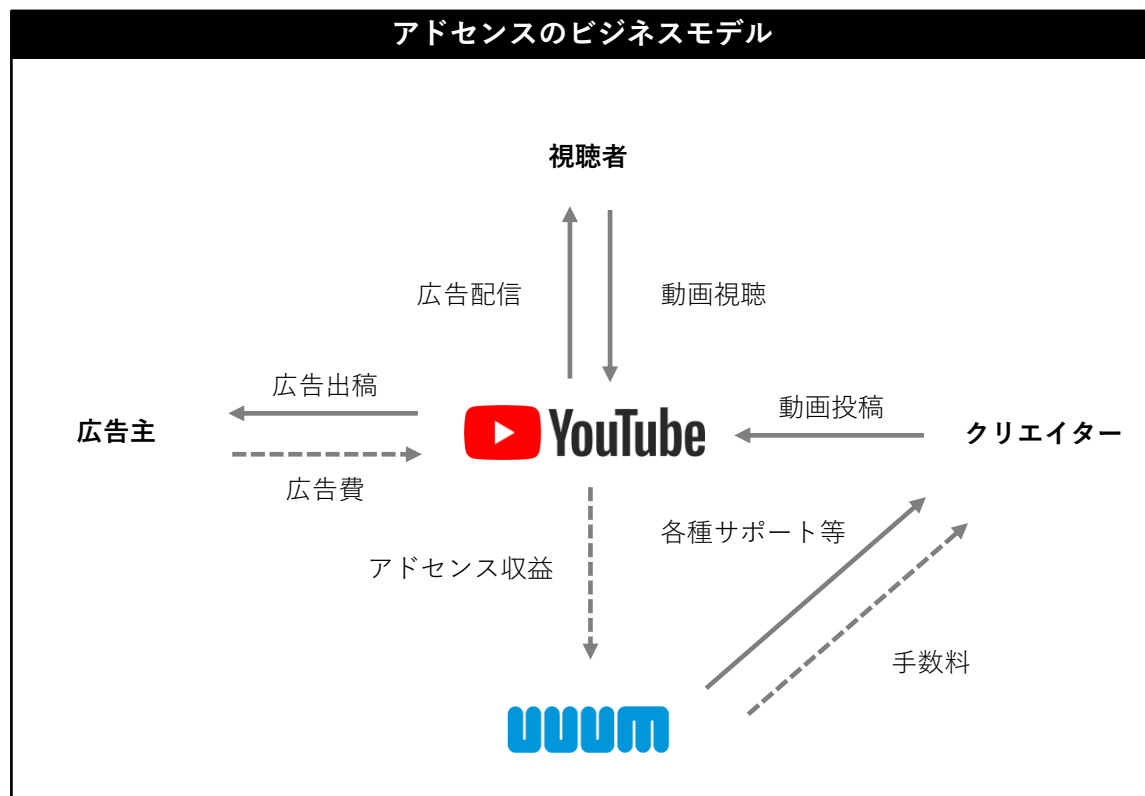 アドセンスのビジネスモデル
視聴者
広告配信
動画視聴
広告出稿
動画投稿
広告主
YouTube
クリエイター
広告費
各種サポート等
アドセンス収益
手数料
UUUM